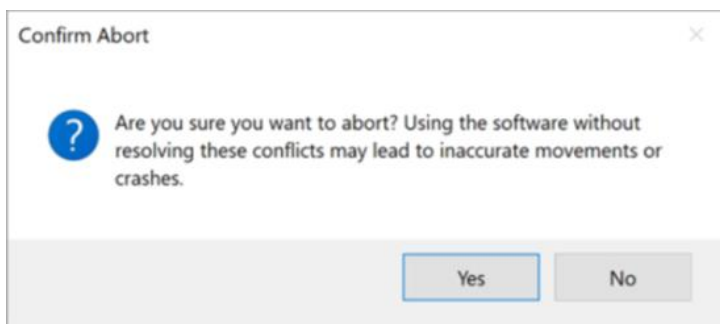 Confirm Abort
Are you sure you want to abort? Using the software without
resolving these conflicts may lead to inaccurate movements or
crashes.
Yes No